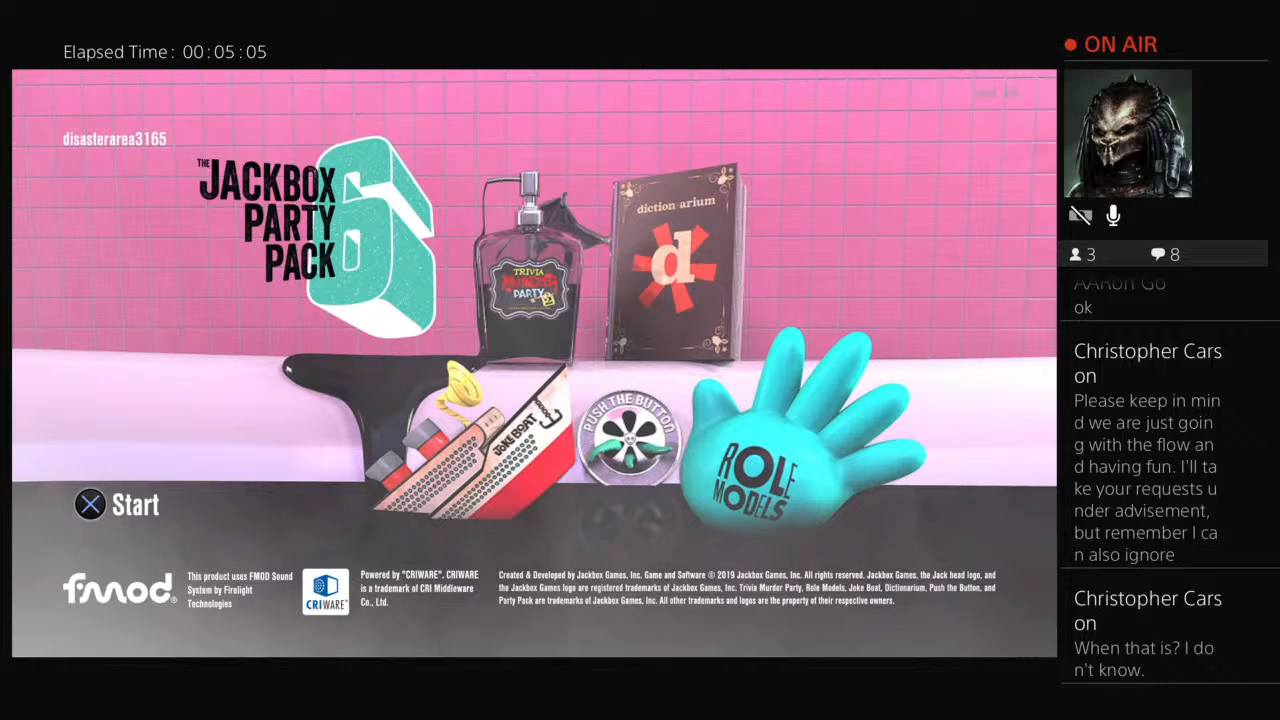 Elapsed Time: 00:05:05
ON AIR
disasterarea3165
THE
JACKBOX
PARTY
PACK
6
TRIVIA
MURDER
PARTY
2
diction·arium
d
JOKE BOAT
PUSH THE BUTTON
ROLE
MODELS
Start
fmod
This product uses FMOD Sound
System by Firelight
Technologies
CRIWARE
Powered by "CRIWARE". CRIWARE
is a trademark of CRI Middleware
Co., Ltd.
Created & Developed by Jackbox Games, Inc. Game and Software © 2019 Jackbox Games, Inc. All rights reserved. Jackbox Games, the Jack head logo, and
the Jackbox Games logo are registered trademarks of Jackbox Games, Inc. Trivia Murder Party, Role Models, Joke Boat, Dictionarium, Push the Button, and
Party Pack are trademarks of Jackbox Games, Inc. All other trademarks and logos are the property of their respective owners.
3
8
AARon Go
ok
Christopher Cars
on
Please keep in min
d we are just goin
g with the flow an
d having fun. I'll ta
ke your requests u
nder advisement,
but remember I ca
n also ignore
Christopher Cars
on
When that is? I do
n't know.